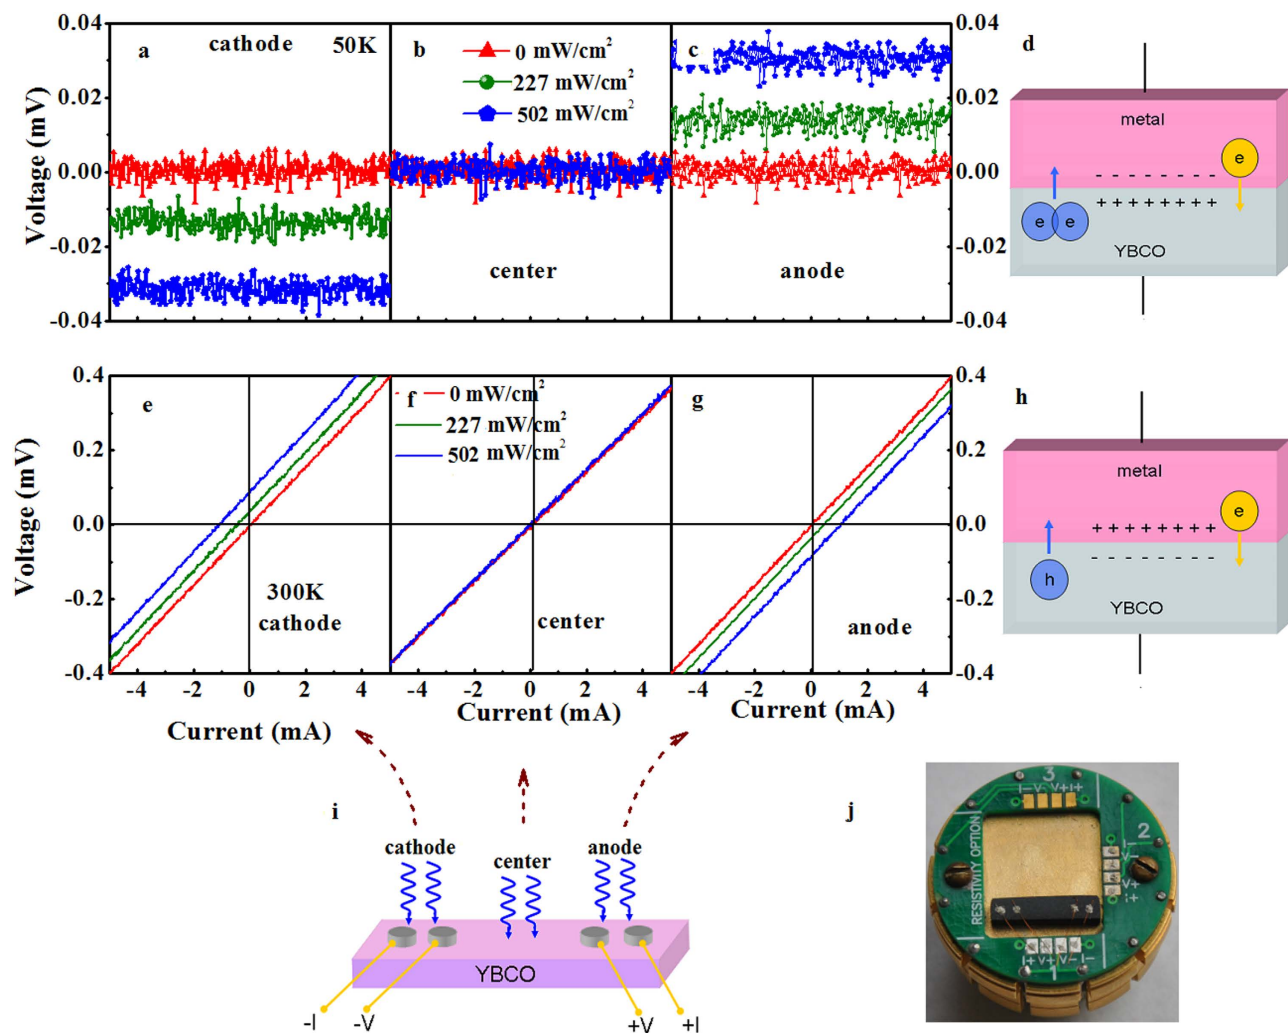 0.04
a
cathode
50K
b
0 mW/cm²
227 mW/cm²
502 mW/cm²
c
0.04
d
0.02
0.02
metal
e
Voltage (mV)
0.00
0.00
- - - - - - - -
+ + + + + + + +
e e
-0.02
-0.02
center
anode
YBCO
-0.04
-0.04
0.4
e
f
0 mW/cm²
227 mW/cm²
502 mW/cm²
g
0.4
h
0.2
0.2
metal
e
Voltage (mV)
0.0
0.0
+ + + + + + + +
- - - - - - - -
h
-0.2
-0.2
300K
cathode
center
anode
YBCO
-0.4
-0.4
-4 -2 0 2 4
-4 -2 0 2 4
-4 -2 0 2 4
Current (mA)
Current (mA)
Current (mA)
i
j
cathode
center
anode
YBCO
-I
-V
+V
+I
3
I- V- V+ I+
2
I-
V-
V+
I+
RESISTIVITY OPTION
I+ V+ V- I-
1